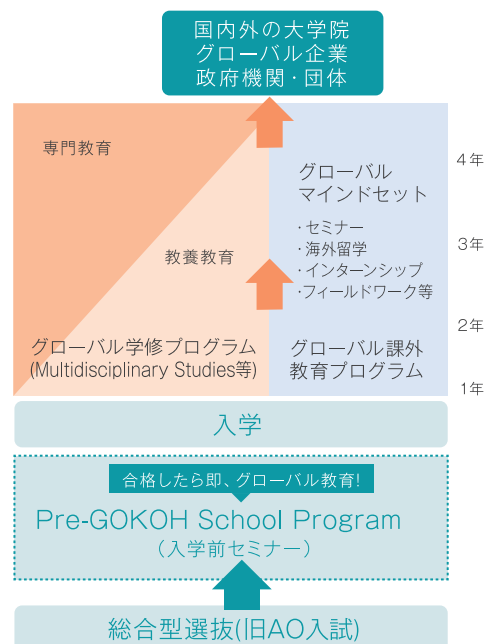 国内外の大学院
グローバル企業
政府機関・団体
専門教育
教養教育
グローバル学修プログラム
(Multidisciplinary Studies等)
グローバル
マインドセット
・セミナー
・海外留学
・インターンシップ
・フィールドワーク等
グローバル課外
教育プログラム
4年
3年
2年
1年
入学
合格したら即、グローバル教育!
Pre-GOKOH School Program
(入学前セミナー)
総合型選抜(旧AO入試)